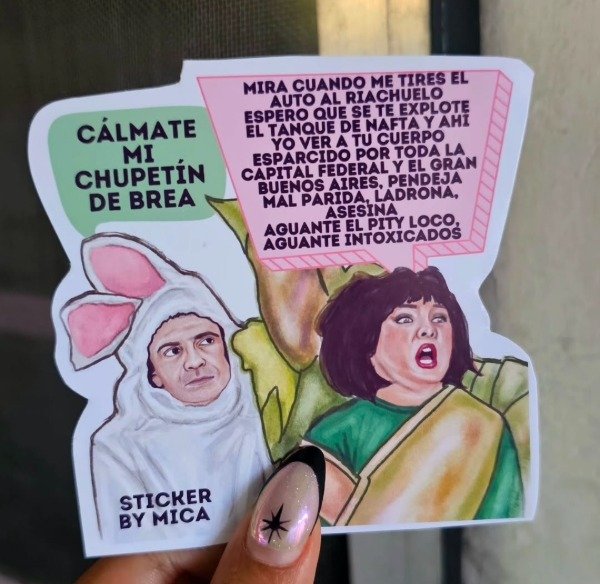 CÁLMATE
MI
CHUPETÍN
DE BREA
MIRA CUANDO ME TIRES EL
AUTO AL RIACHUELO
ESPERO QUE SE TE EXPLOTE
EL TANQUE DE NAFTA Y AHÍ
YO VER A TU CUERPO
ESPARCIDO POR TODA LA
CAPITAL FEDERAL Y EL GRAN
BUENOS AIRES, PENDEJA
MAL PARIDA, LADRONA,
ASESINA
AGUANTE EL PITY LOCO,
AGUANTE INTOXICADOS
STICKER
BY MICA